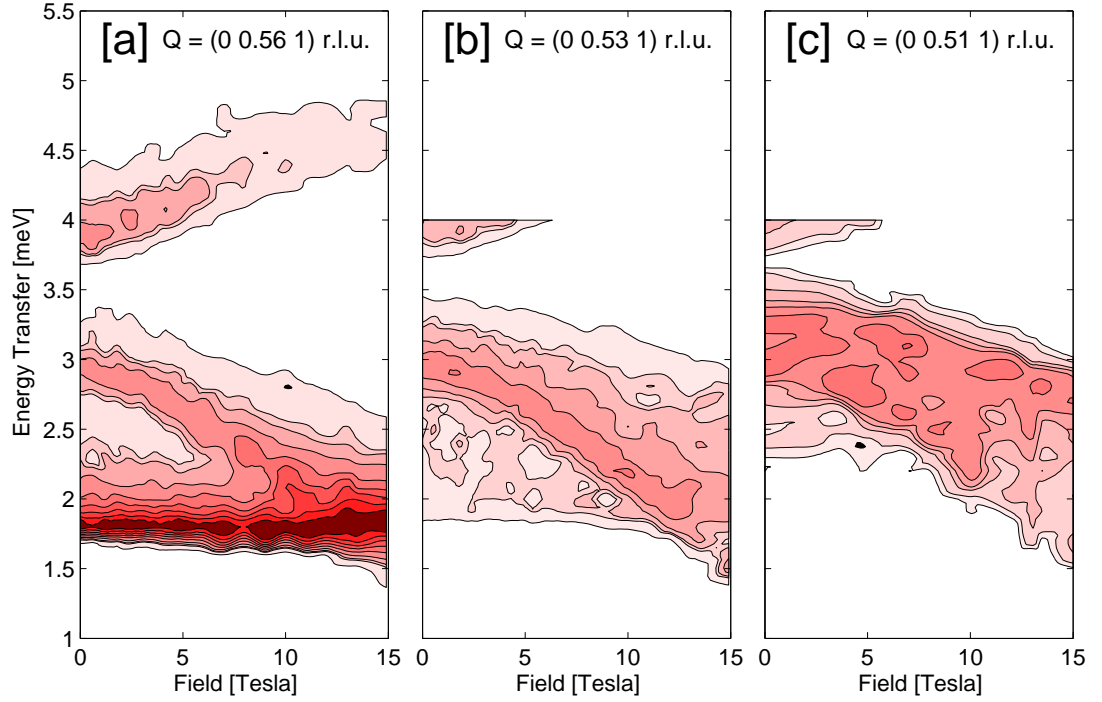 [a] Q = (0 0.56 1) r.l.u.
[b] Q = (0 0.53 1) r.l.u.
[c] Q = (0 0.51 1) r.l.u.
5.5
5
4.5
4
3.5
3
2.5
2
1.5
1
Energy Transfer [meV]
0 5 10 15
0 5 10 15
0 5 10 15
Field [Tesla]
Field [Tesla]
Field [Tesla]